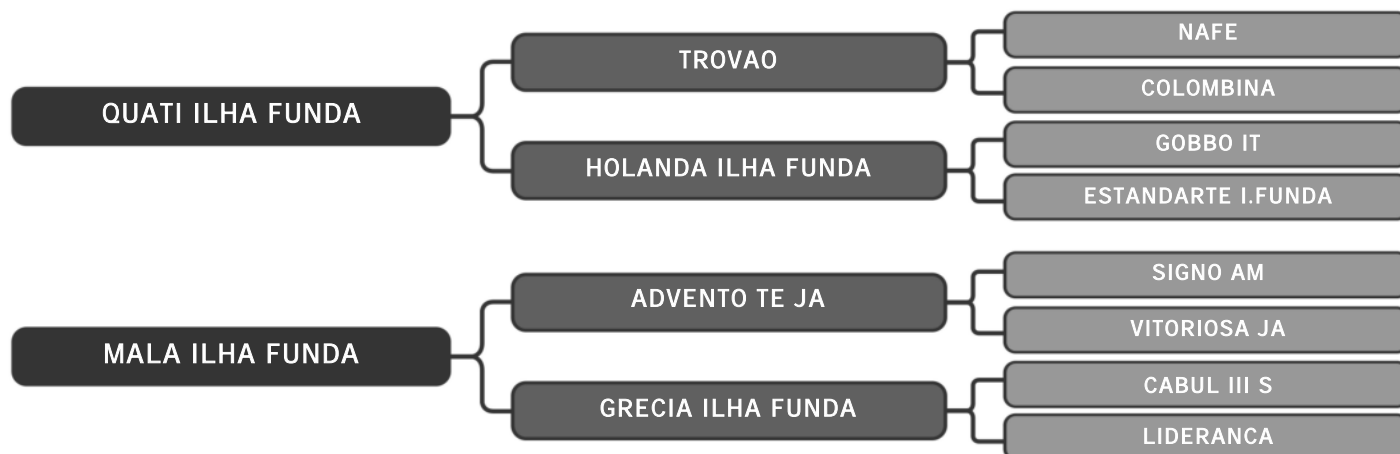 QUATI ILHA FUNDA
TROVAO
NAFE
COLOMBINA
HOLANDA ILHA FUNDA
GOBBO IT
ESTANDARTE I.FUNDA
MALA ILHA FUNDA
ADVENTO TE JA
SIGNO AM
VITORIOSA JA
GRECIA ILHA FUNDA
CABUL III S
LIDERANCA